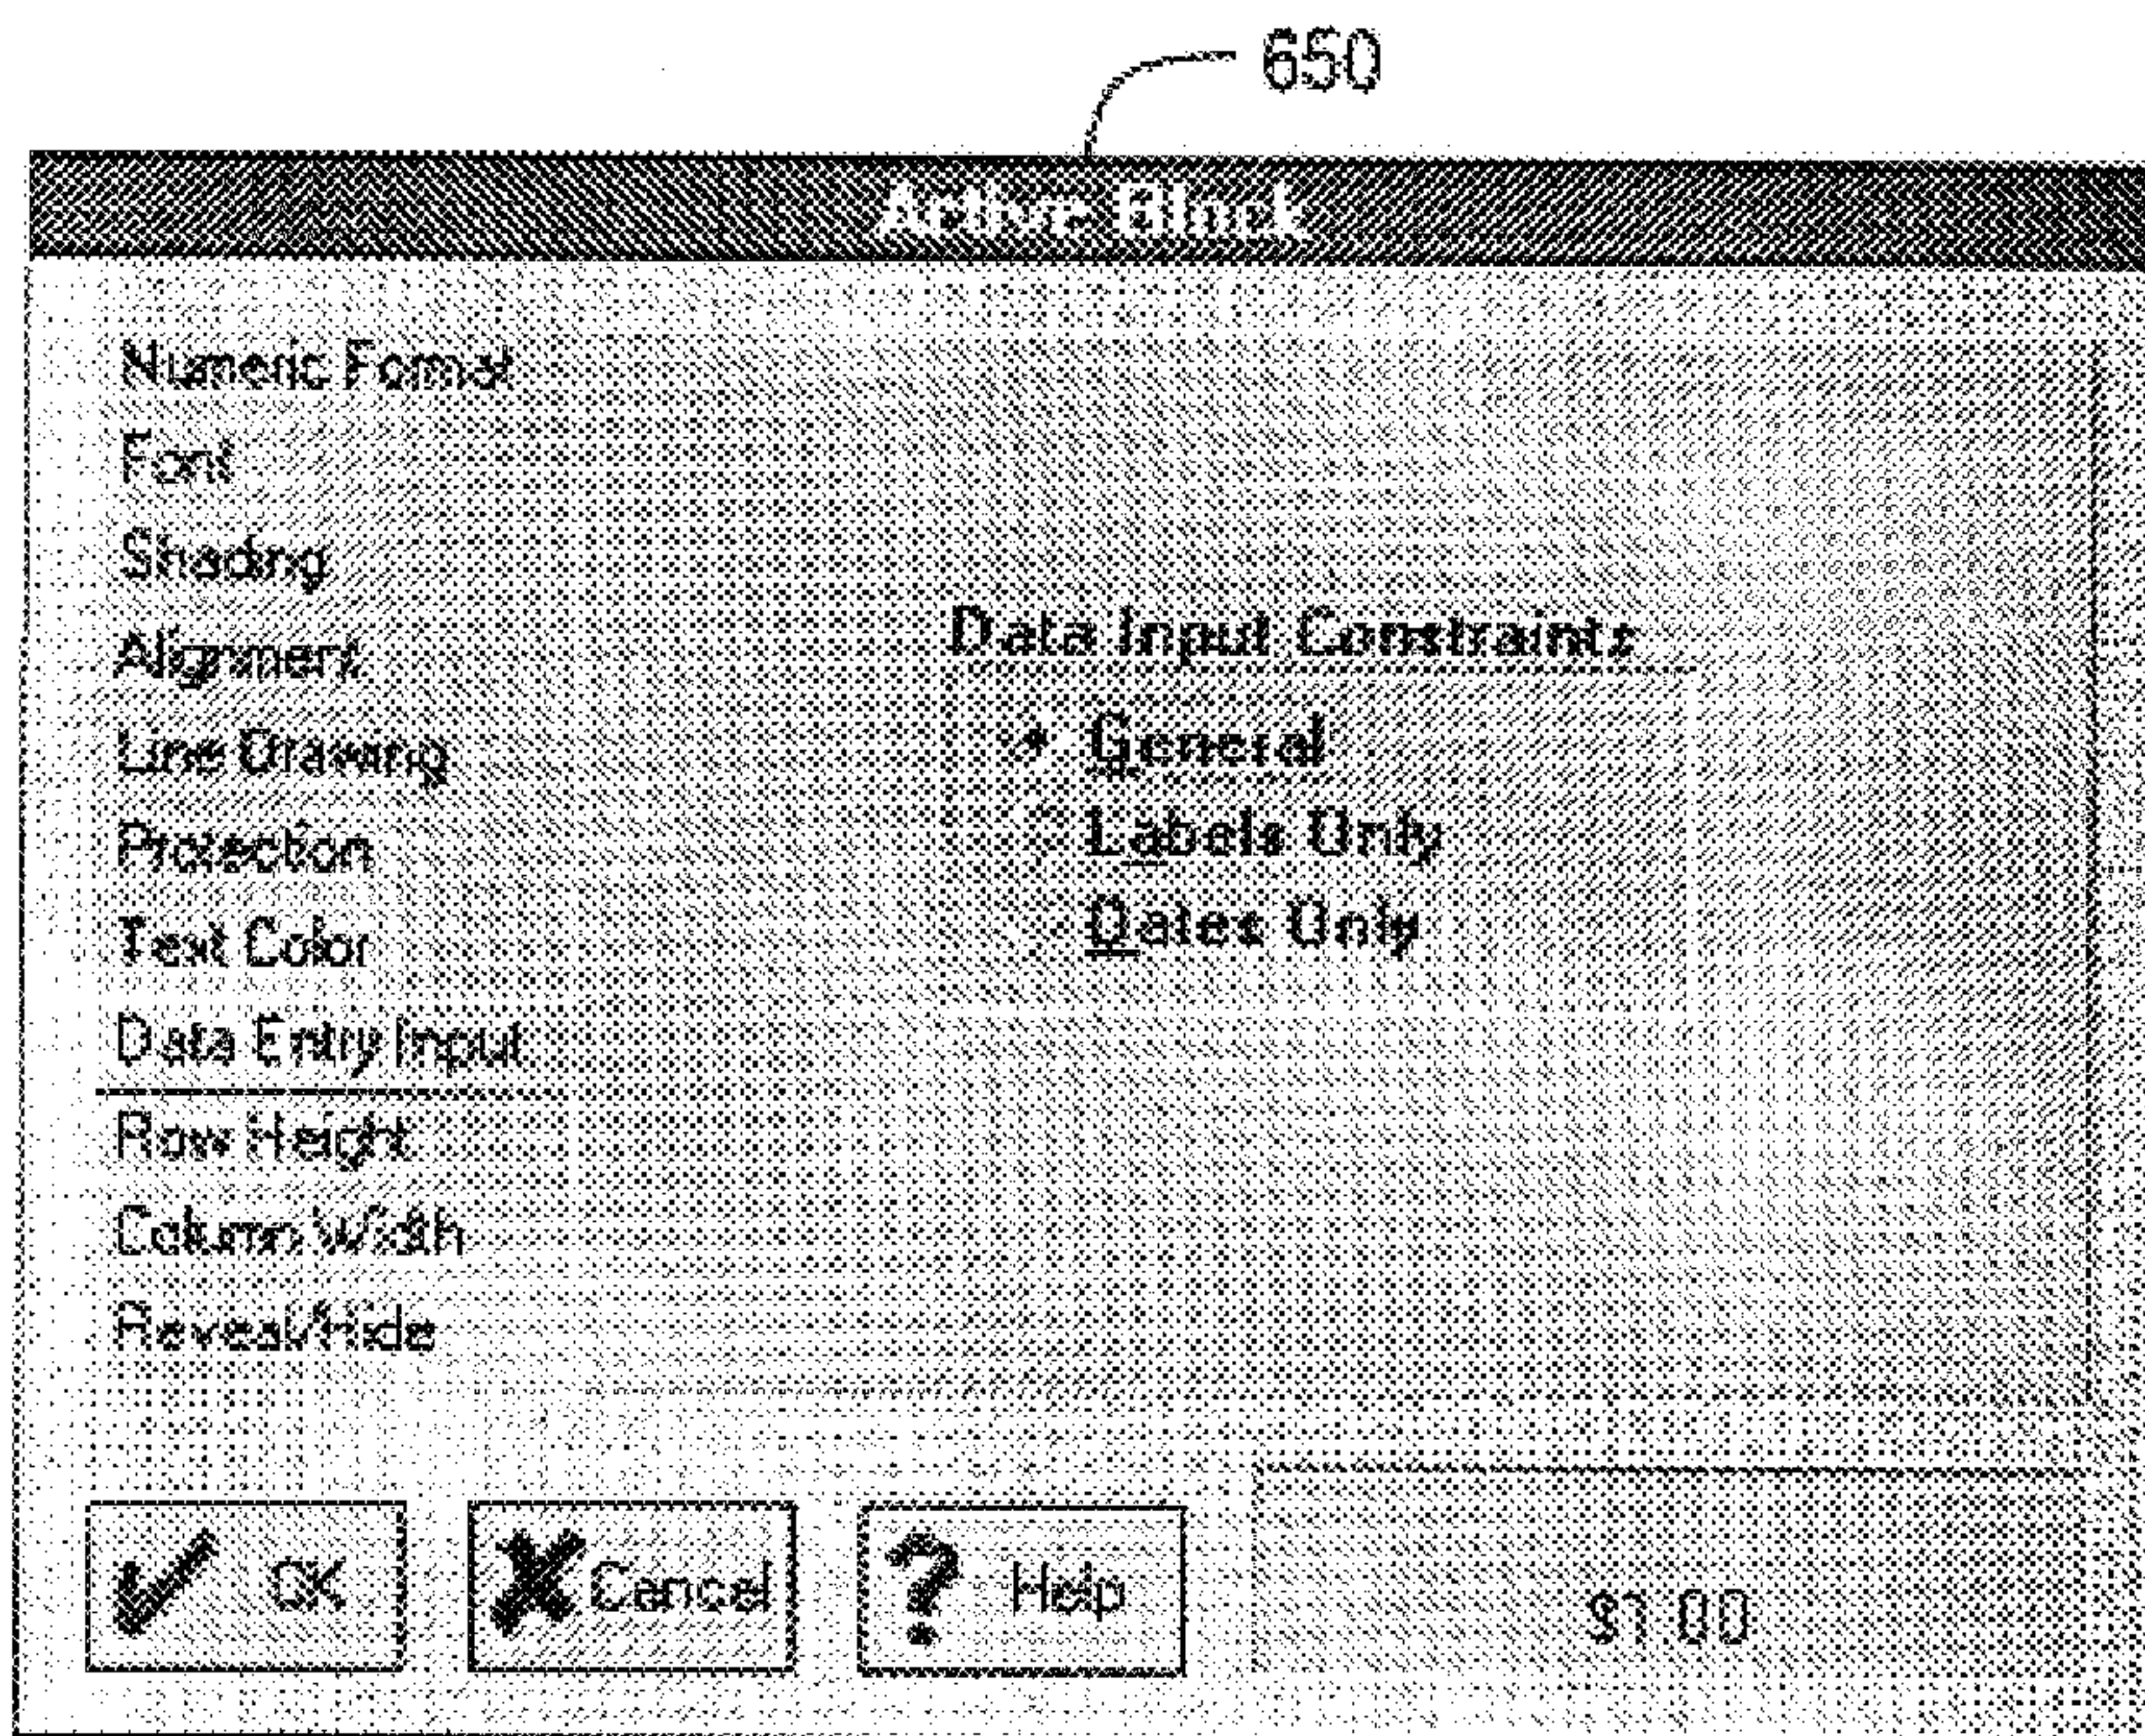 650
Active Block
Numeric Format
Font
Shading
Alignment
Line Drawing
Protection
Text Color
Data Entry Input
Row Height
Column Width
Reveal/Hide
Data Input Constraints
General
Labels Only
Dates Only
OK
Cancel
? Help